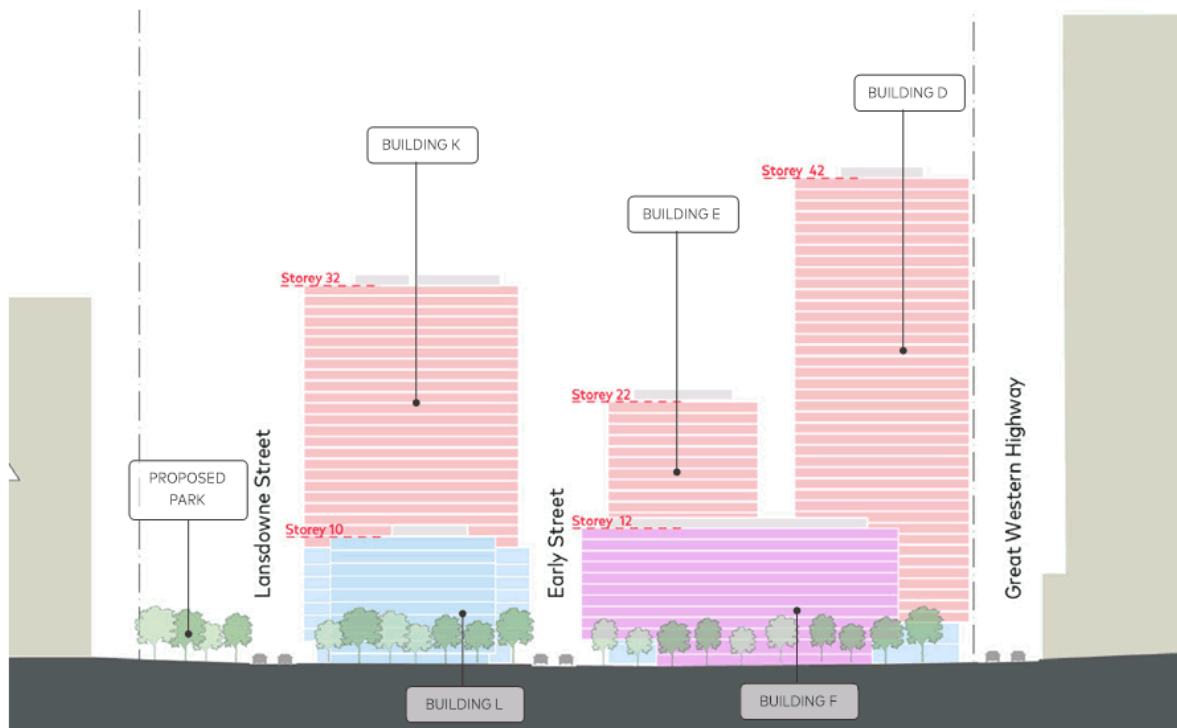 BUILDING D
BUILDING K
Storey 42
BUILDING E
Storey 32
Storey 22
PROPOSED
PARK
Lansdowne Street
Storey 10
Early Street
Storey 12
Great Western Highway
BUILDING L
BUILDING F